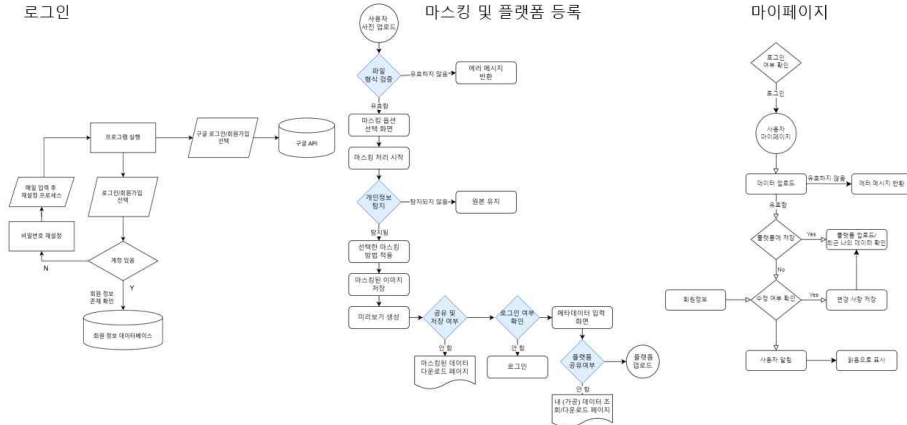 로그인
프로그램 실행
구글 로그인/회원가입
선택
구글 API
메일 입력 후
재설정 프로세스
로그인/회원가입
선택
비밀번호 재설정
계정 있음
N
Y
회원 정보
존재 확인
회원 정보 데이터베이스
마스킹 및 플랫폼 등록
사용자
사진 업로드
파일
형식 검증
유효하지 않음
에러 메시지
반환
유효함
마스킹 옵션
선택 화면
마스킹 처리 시작
개인정보
탐지
탐지되지 않음
원본 유지
탐지됨
선택한 마스킹
방법 적용
마스킹된 이미지
저장
미리보기 생성
공유 및
저장 여부
로그인 여부
확인
메타데이터 입력
화면
안 함
안 함
마스킹된 데이터
다운로드 페이지
로그인
플랫폼
공유여부
플랫폼
업로드
안 함
내 (가공) 데이터 조
회/다운로드 페이지
마이페이지
로그인
여부 확인
로그인
사용자
마이페이지
데이터 업로드
유효하지 않음
에러 메시지 반환
유효함
플랫폼에 저장
Yes
플랫폼 업로드/
최근 나의 데이터 확인
No
회원정보
수정 여부 확인
Yes
변경 사항 저장
사용자 알림
읽음으로 표시